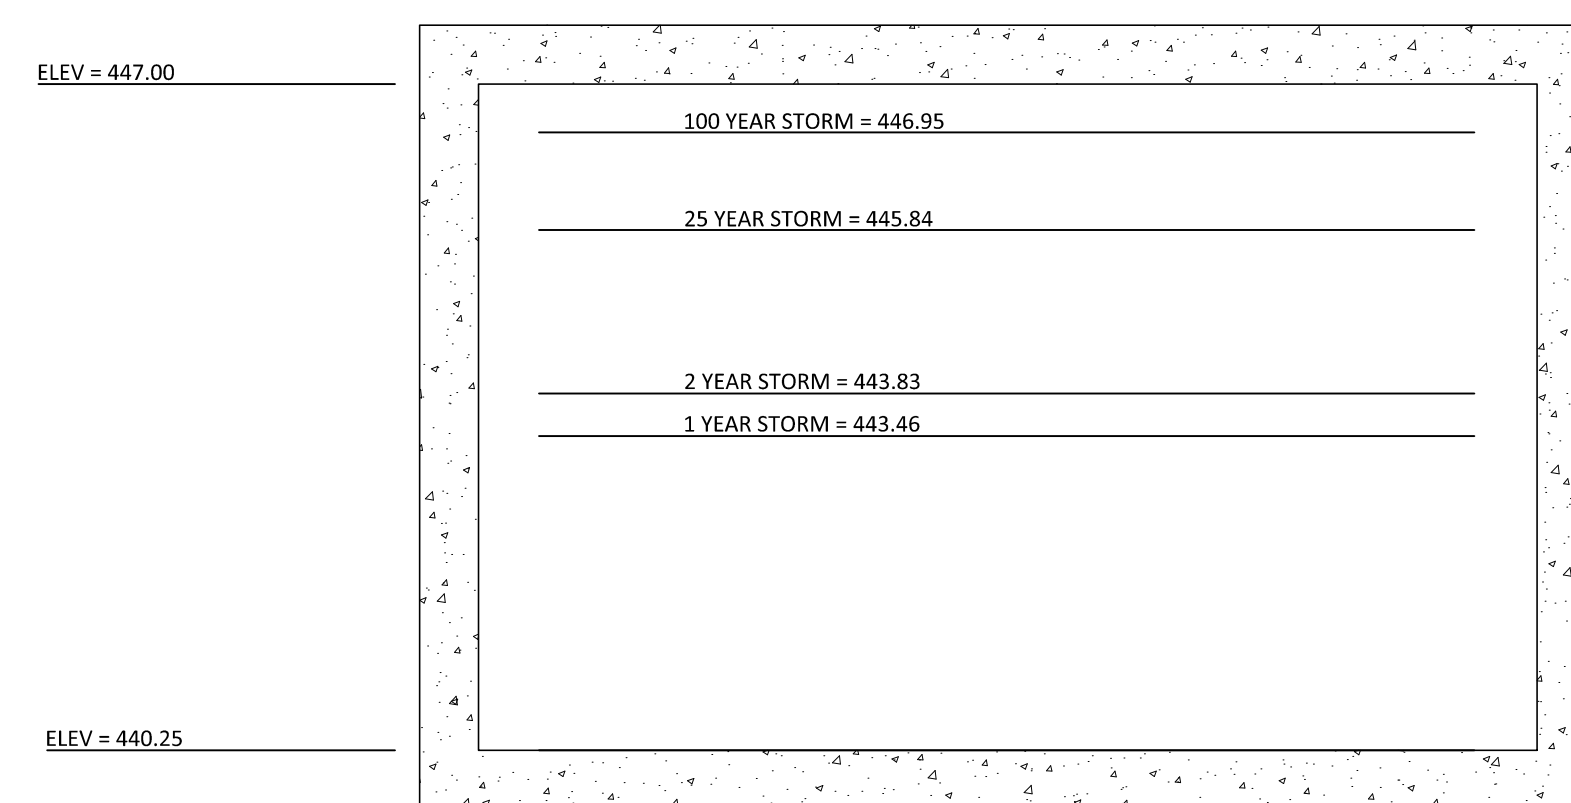 ELEV = 447.00
100 YEAR STORM = 446.95
25 YEAR STORM = 445.84
2 YEAR STORM = 443.83
1 YEAR STORM = 443.46
ELEV = 440.25